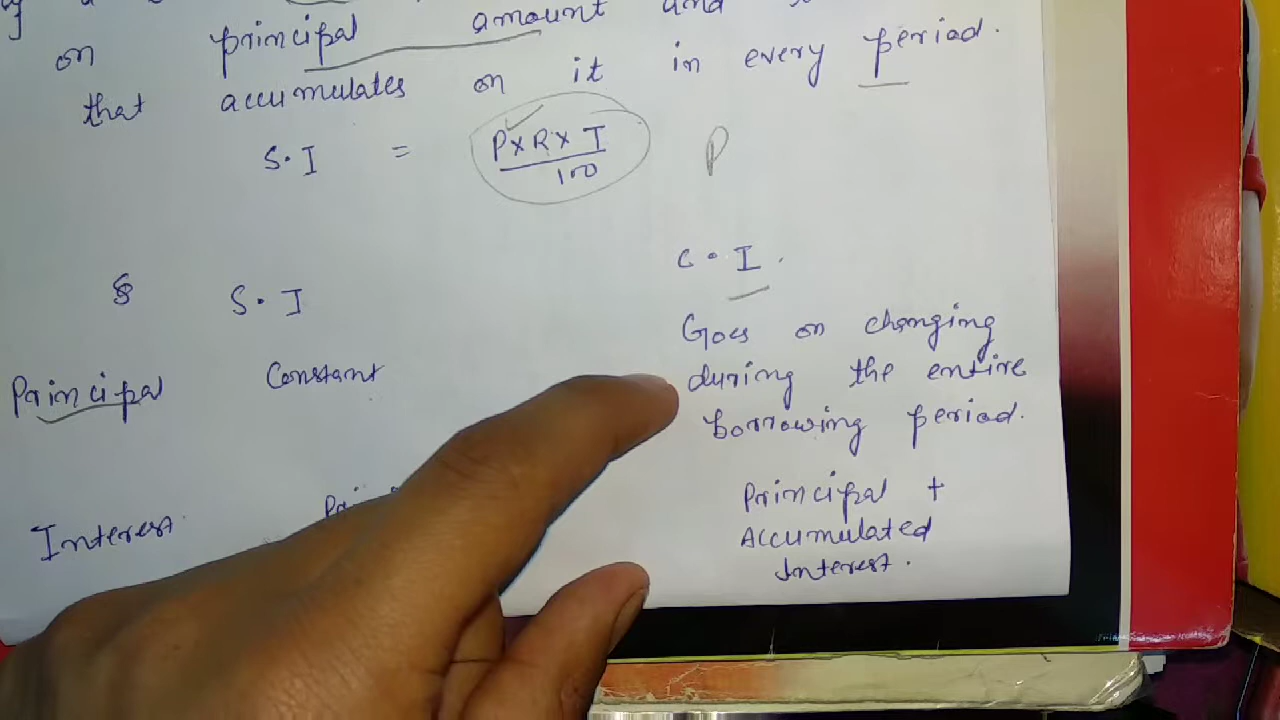 on principal amount and
that accumulates on it in every period.
S.I = P x R x T
100
P
S.I C.I.
Principal Constant Goes on changing
during the entire
borrowing period.
Interest Principal +
Accumulated
Interest.